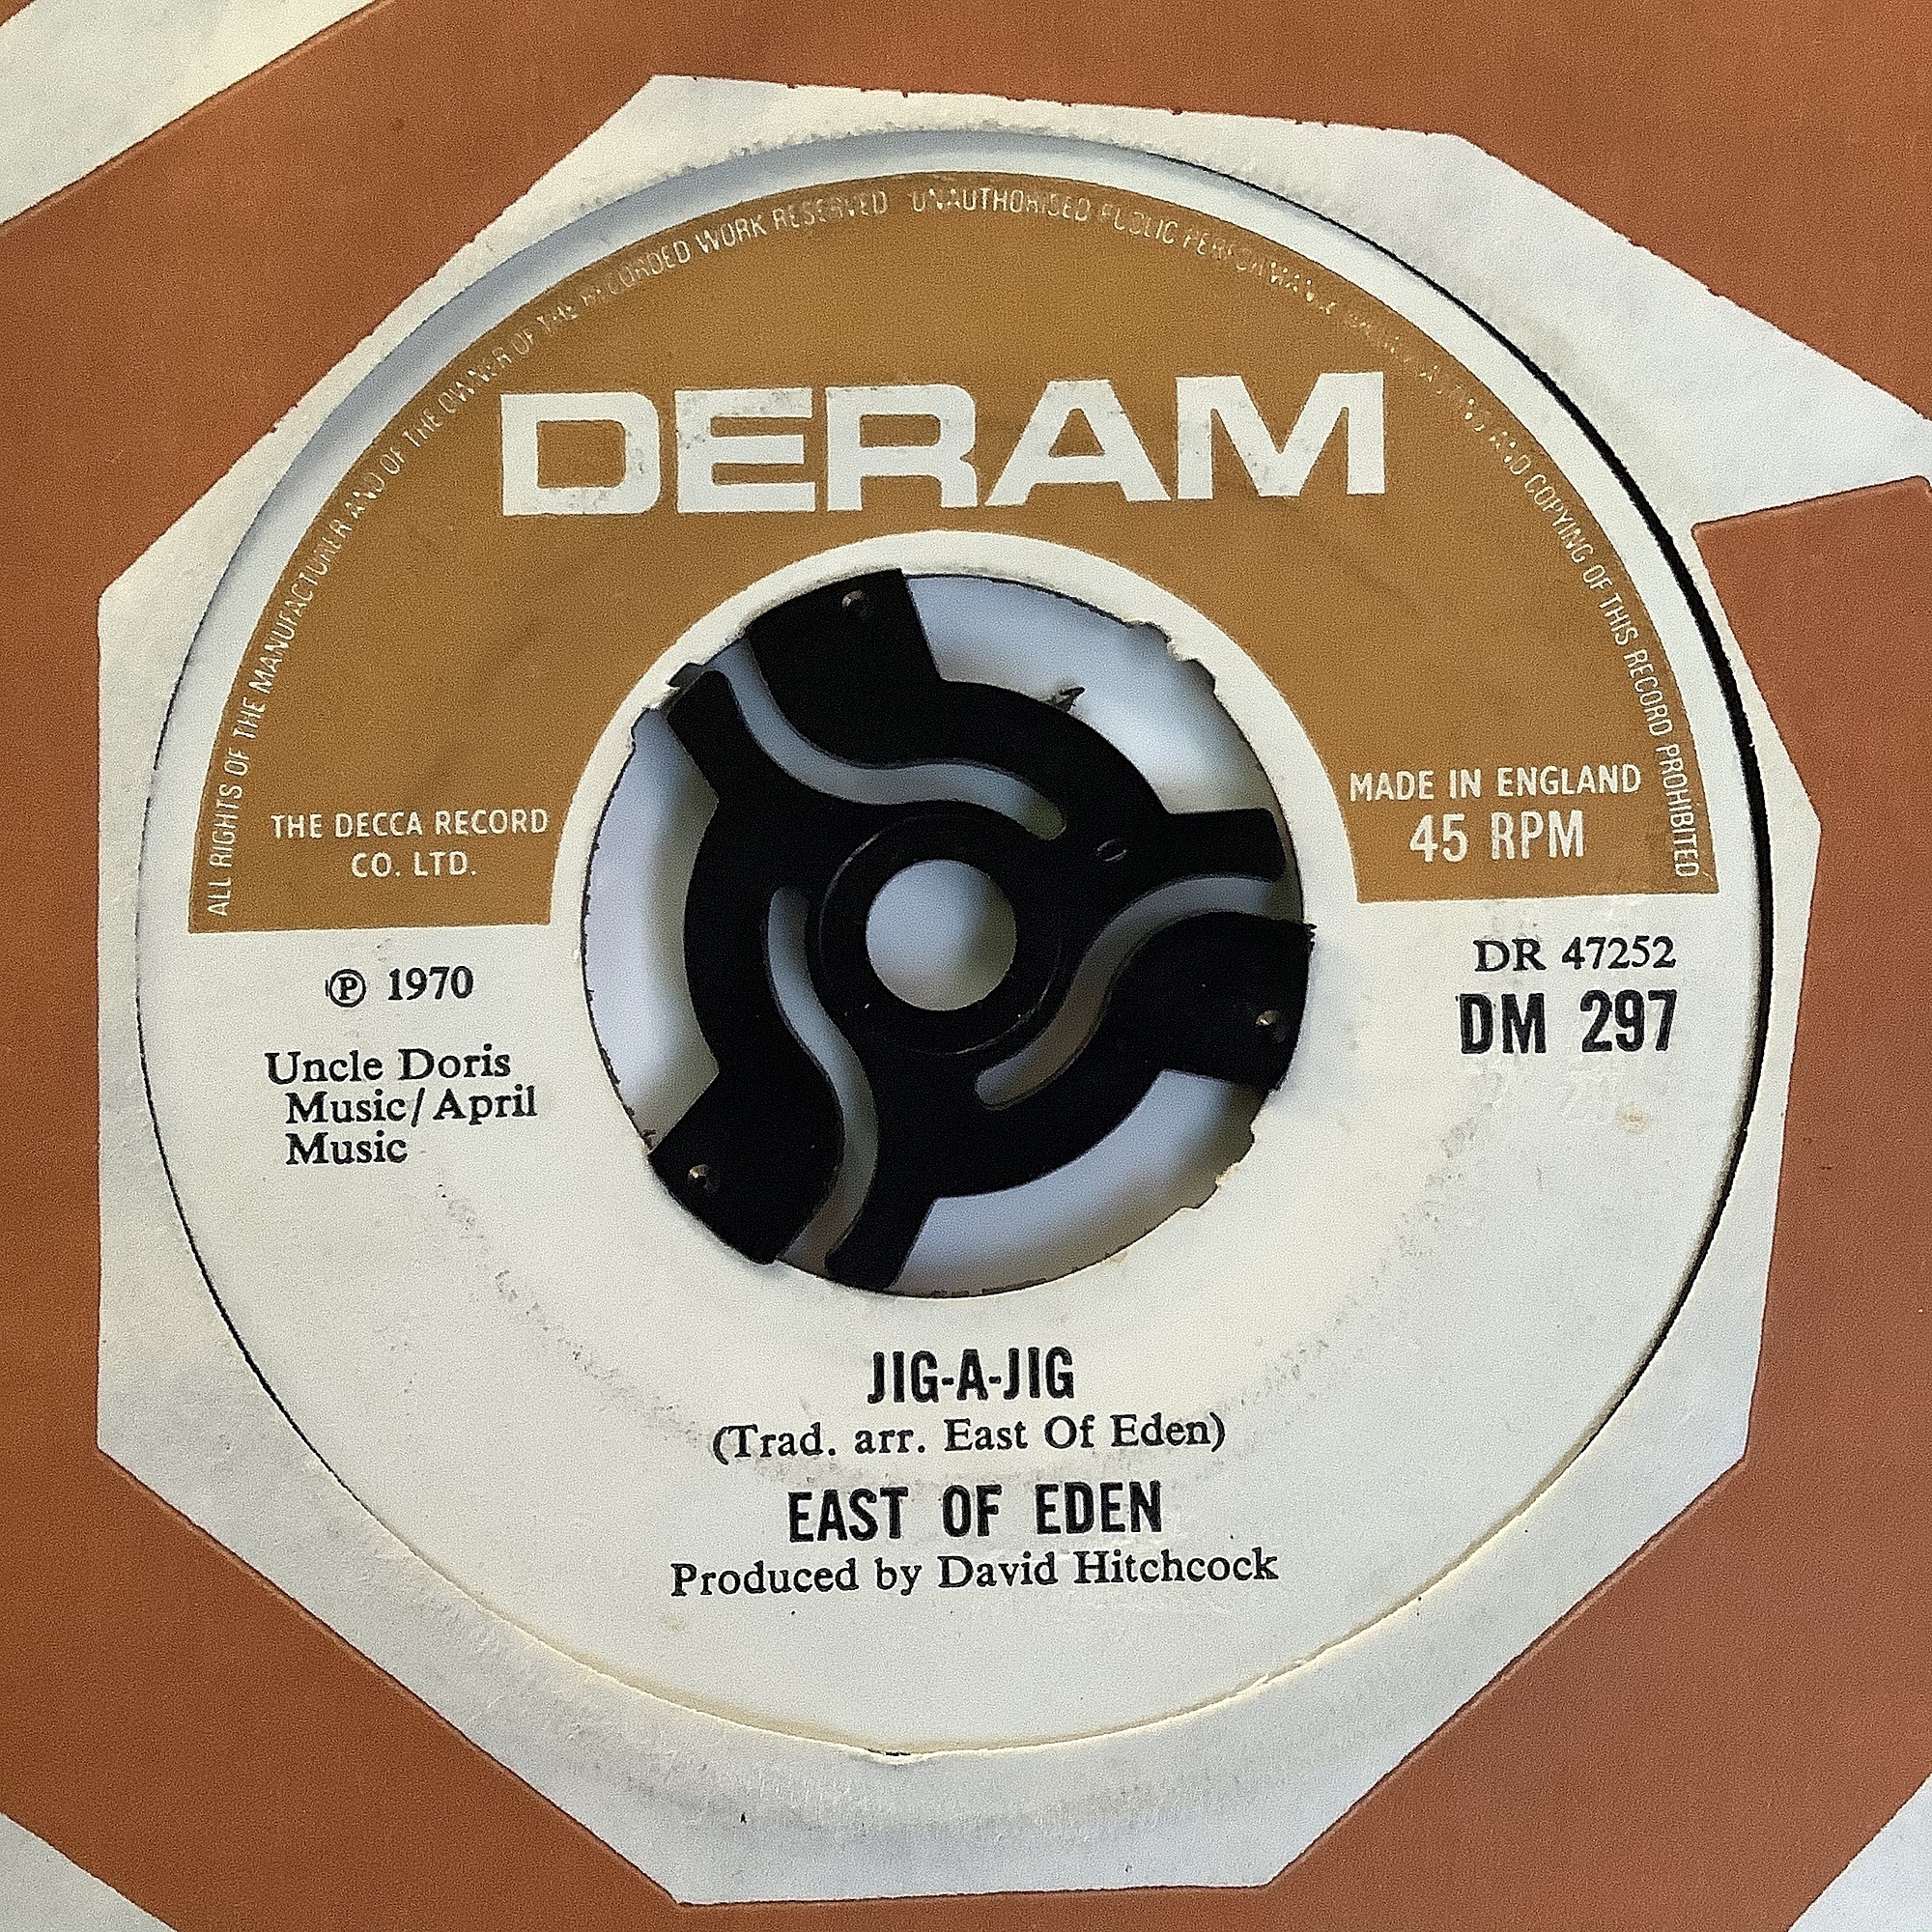 ALL RIGHTS OF THE MANUFACTURER AND OF THE OWNER OF THE RECORDED WORK RESERVED UNAUTHORISED PUBLIC PERFORMANCE BROADCASTING AND COPYING OF THIS RECORD PROHIBITED
DERAM
THE DECCA RECORD
CO. LTD.
MADE IN ENGLAND
45 RPM
℗ 1970
Uncle Doris
Music/April
Music
DR 47252
DM 297
JIG-A-JIG
(Trad. arr. East Of Eden)
EAST OF EDEN
Produced by David Hitchcock